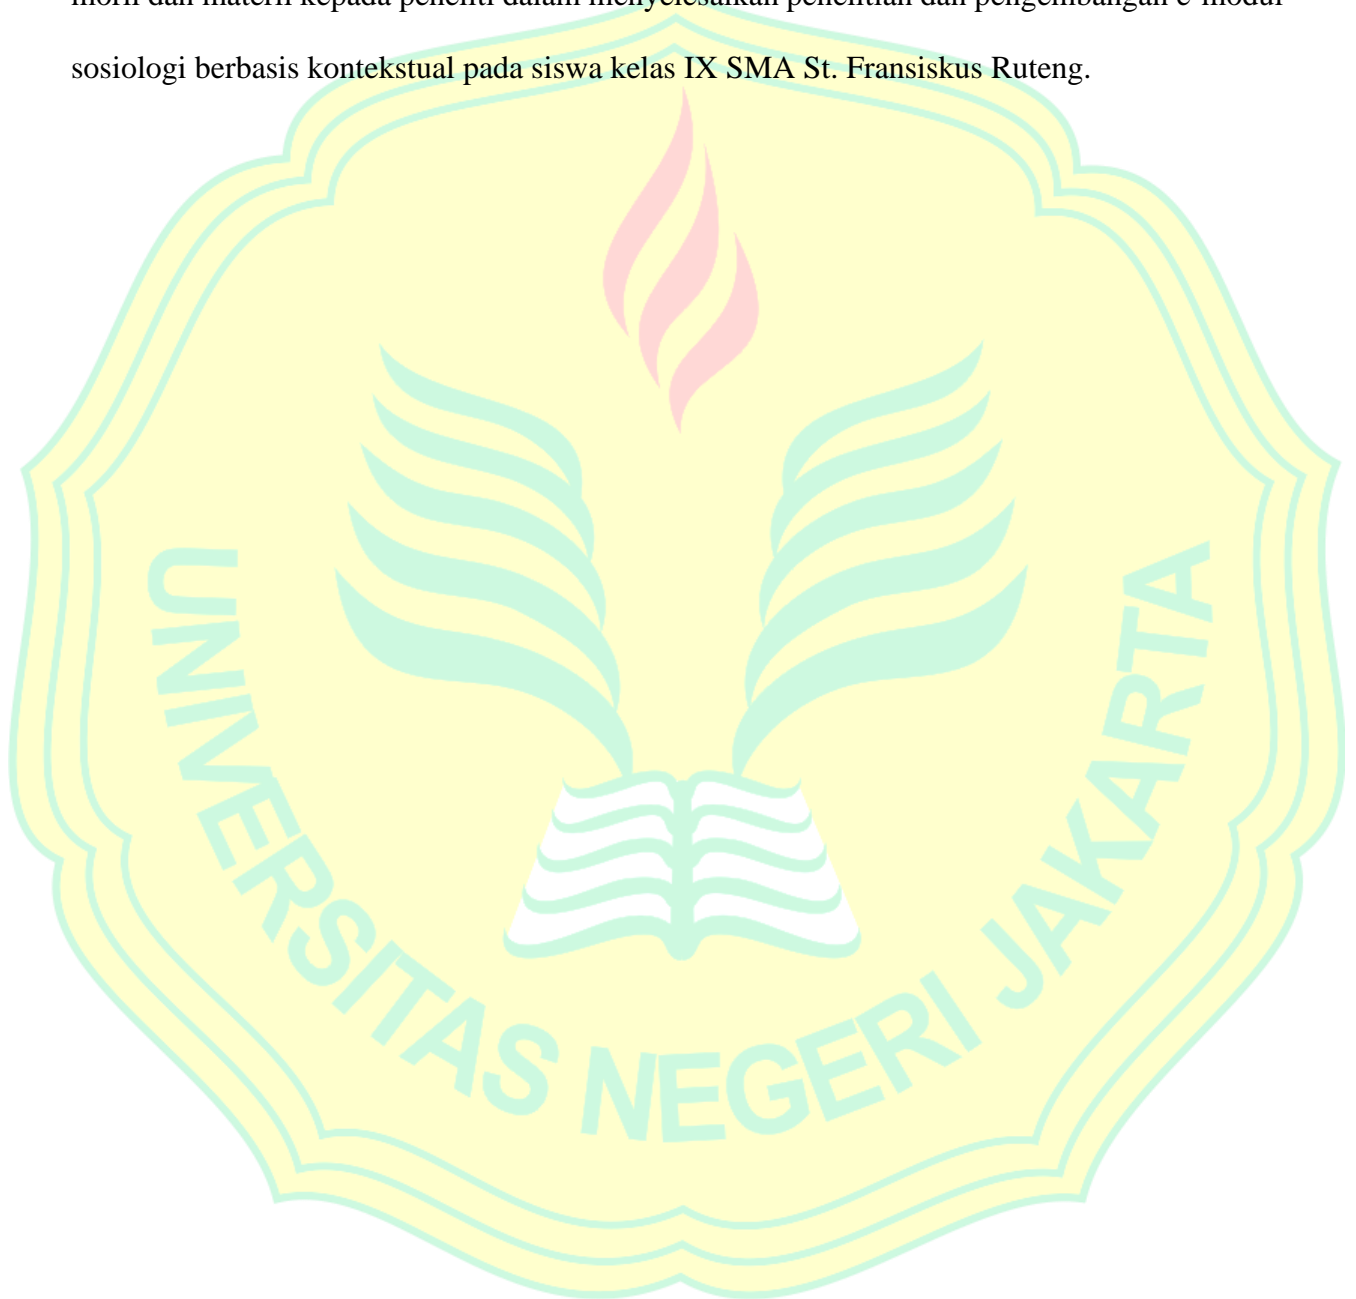 moril dan materil kepada peneliti dalam menyelesaikan penelitian dan pengembangan e-modul
sosiologi berbasis kontekstual pada siswa kelas IX SMA St. Fransiskus Ruteng.
UNIVERSITAS NEGERI JAKARTA